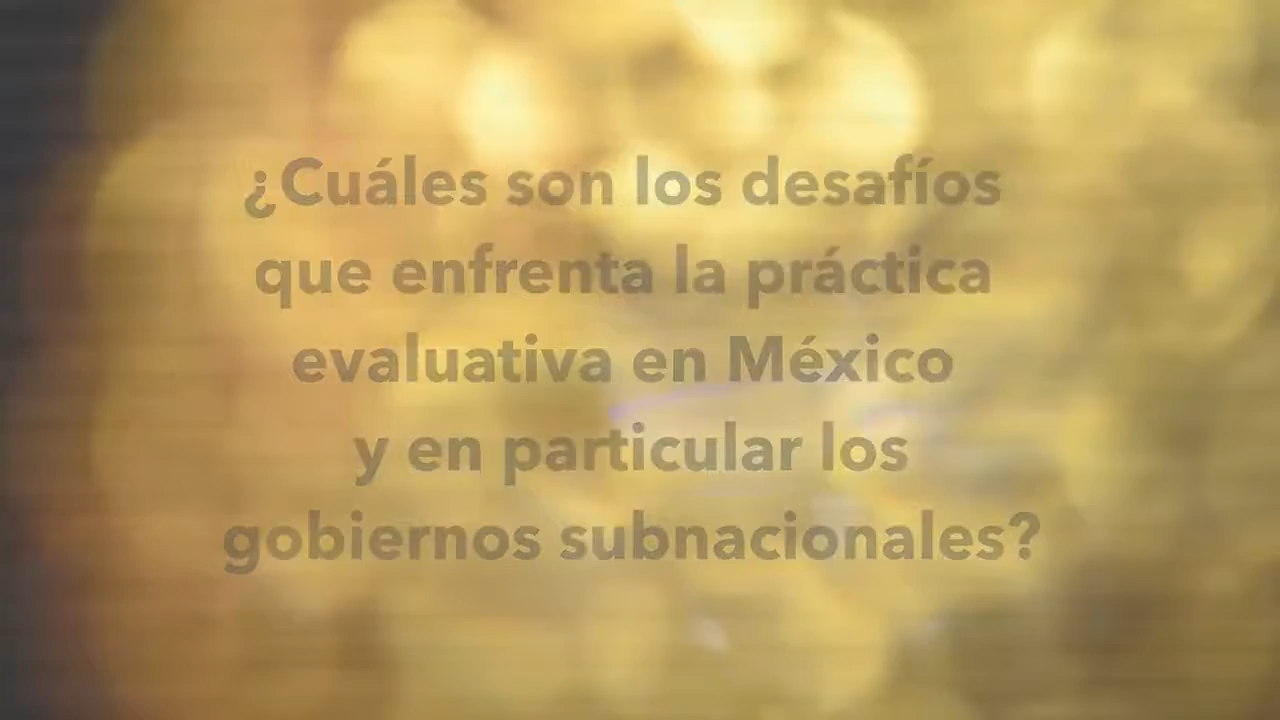 ¿Cuáles son los desafíos
que enfrenta la práctica
evaluativa en México
y en particular los
gobiernos subnacionales?